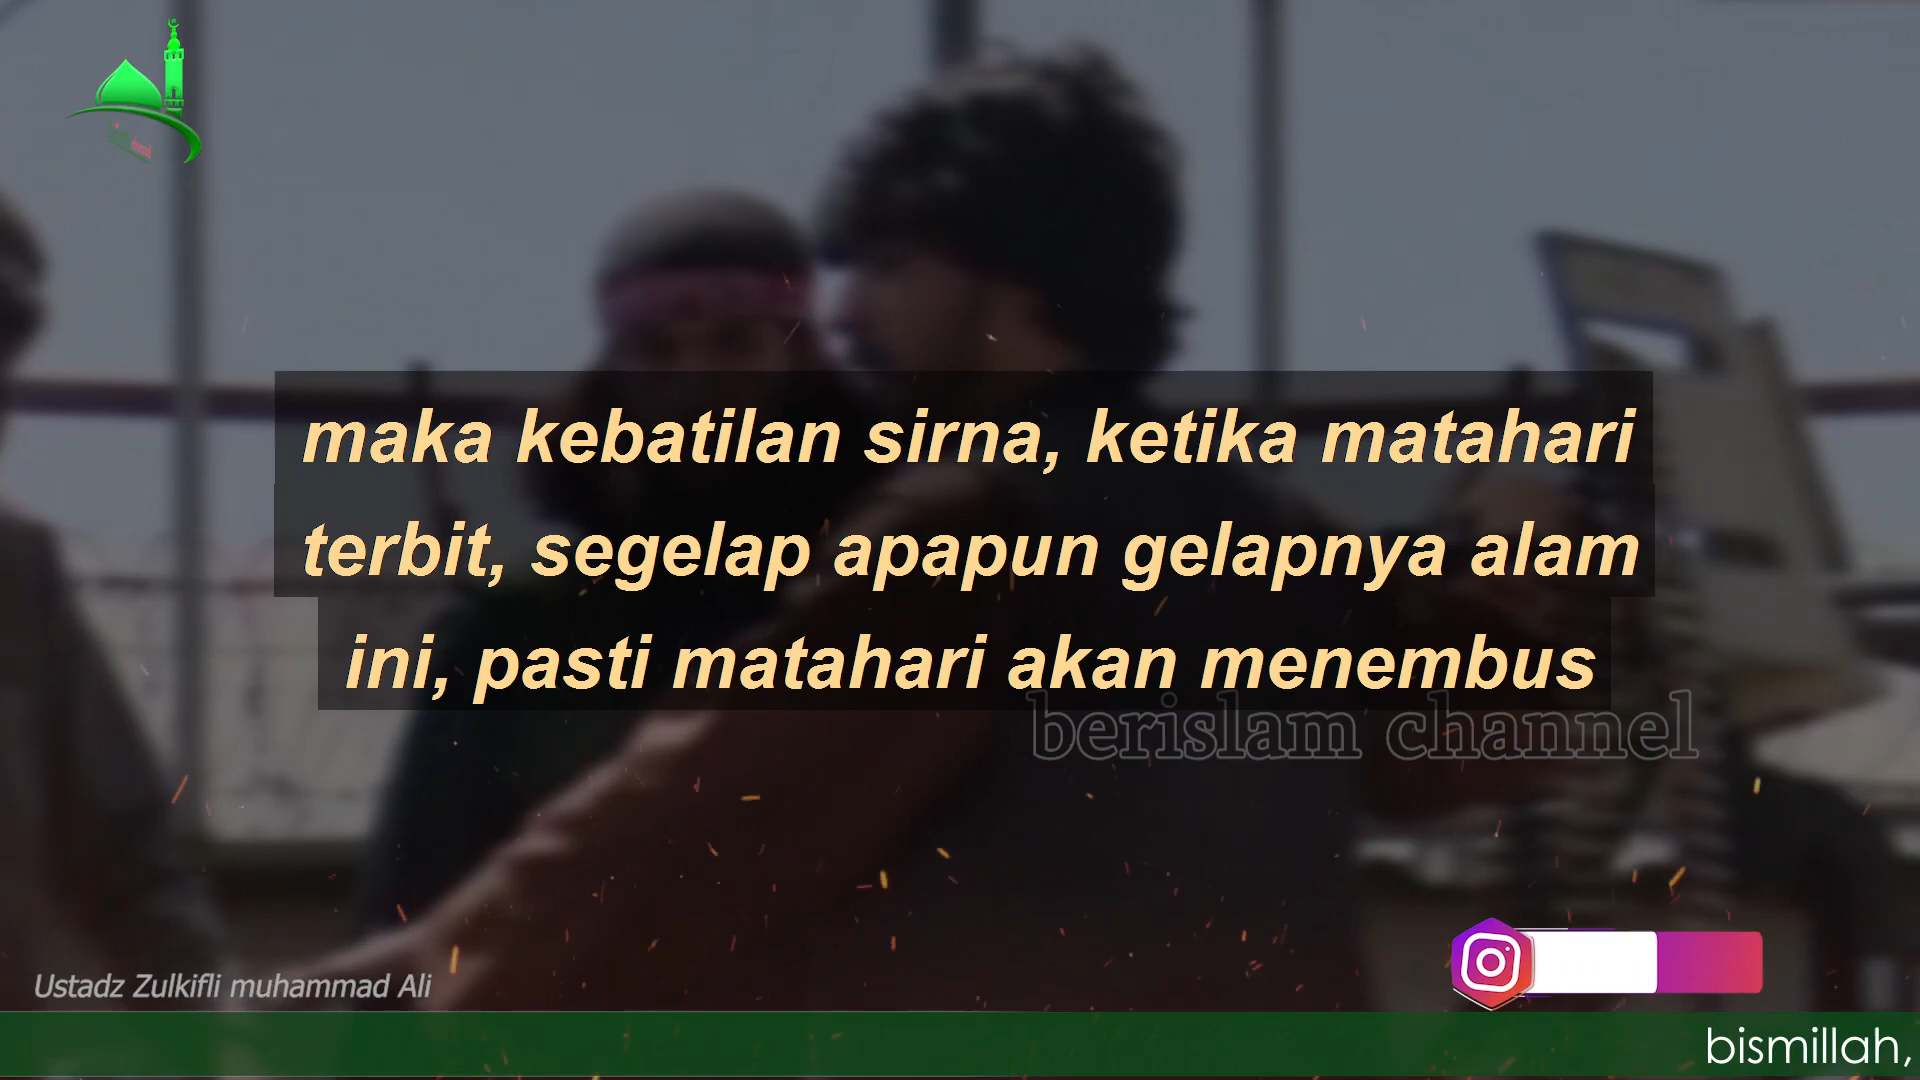 maka kebatilan sirna, ketika matahari
terbit, segelap apapun gelapnya alam
ini, pasti matahari akan menembus
berislam channel
Ustadz Zulkifli muhammad Ali
bismillah,